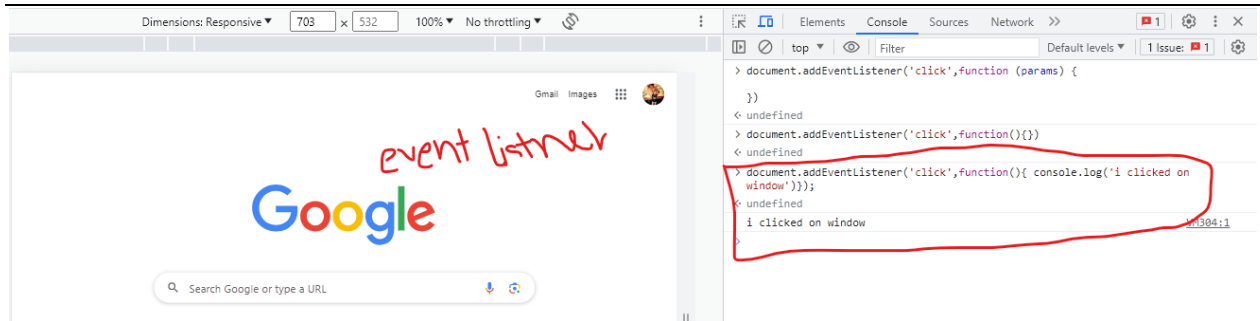 Dimensions: Responsive ▼ 703 x 532 100% ▼ No throttling ▼
Elements Console Sources Network >> 1
top ▼ Filter Default levels ▼ 1 Issue: 1
Gmail Images
event listner
Google
Search Google or type a URL
> document.addEventListener('click',function (params) {
})
<· undefined
> document.addEventListener('click',function(){})
<· undefined
> document.addEventListener('click',function(){ console.log('i clicked on
window')});
<· undefined
i clicked on window VM304:1
>